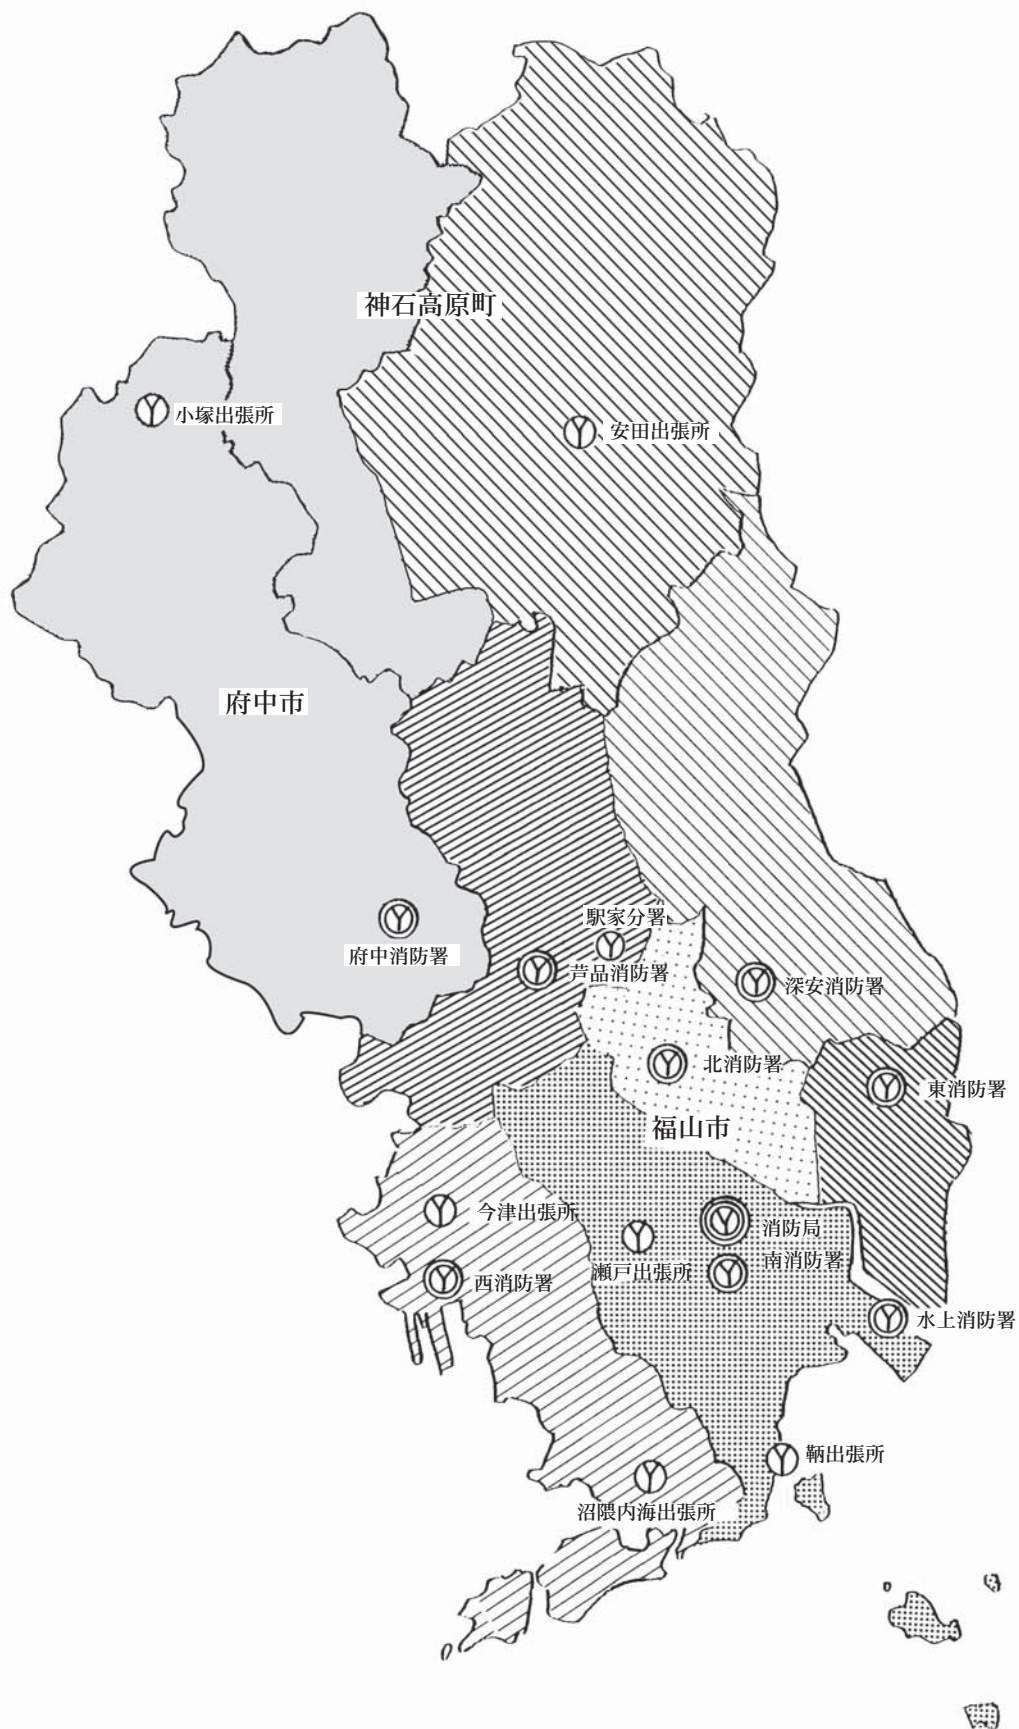 神石高原町
小塚出張所
安田出張所
府中市
駅家分署
府中消防署
芦品消防署
深安消防署
北消防署
東消防署
福山市
今津出張所
消防局
南消防署
瀬戸出張所
西消防署
水上消防署
鞆出張所
沼隈内海出張所